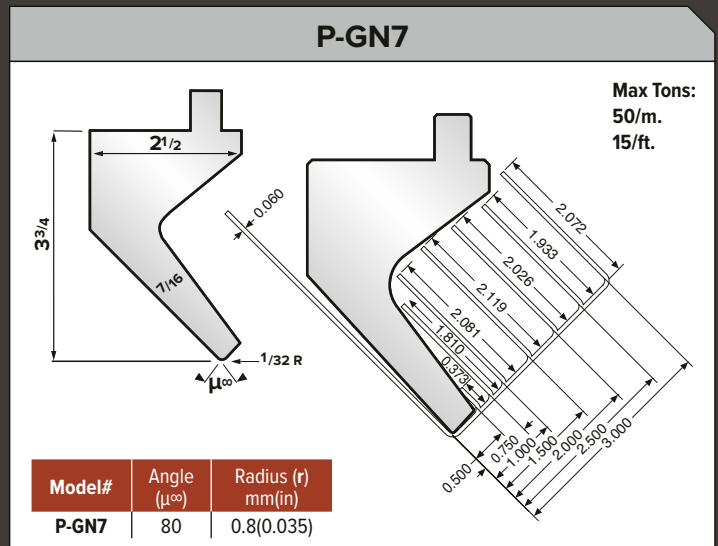 P-GN7
Max Tons:
50/m.
15/ft.
2 1/2
3 3/4
7/16
1/32 R
µ∞
0.060
2.072
1.933
2.026
2.119
2.081
1.810
0.373
0.500
0.750
1.000
1.500
2.000
2.500
3.000
Model# Angle (µ∞) Radius (r) mm(in)
P-GN7 80 0.8(0.035)